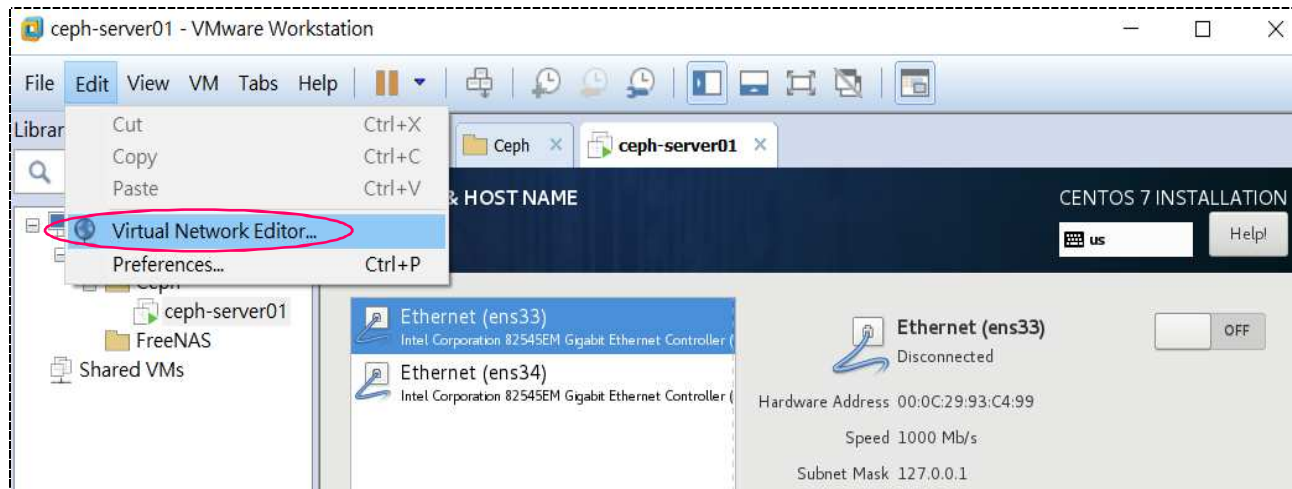 ceph-server01 - VMware Workstation
File Edit View VM Tabs Help
Librar
Cut Ctrl+X
Copy Ctrl+C
Paste Ctrl+V
Virtual Network Editor...
Preferences... Ctrl+P
Ceph
ceph-server01
FreeNAS
Shared VMs
Ceph ceph-server01
& HOST NAME
CENTOS 7 INSTALLATION
us Help!
Ethernet (ens33)
Intel Corporation 82545EM Gigabit Ethernet Controller (
Ethernet (ens34)
Intel Corporation 82545EM Gigabit Ethernet Controller (
Ethernet (ens33) OFF
Disconnected
Hardware Address 00:0C:29:93:C4:99
Speed 1000 Mb/s
Subnet Mask 127.0.0.1